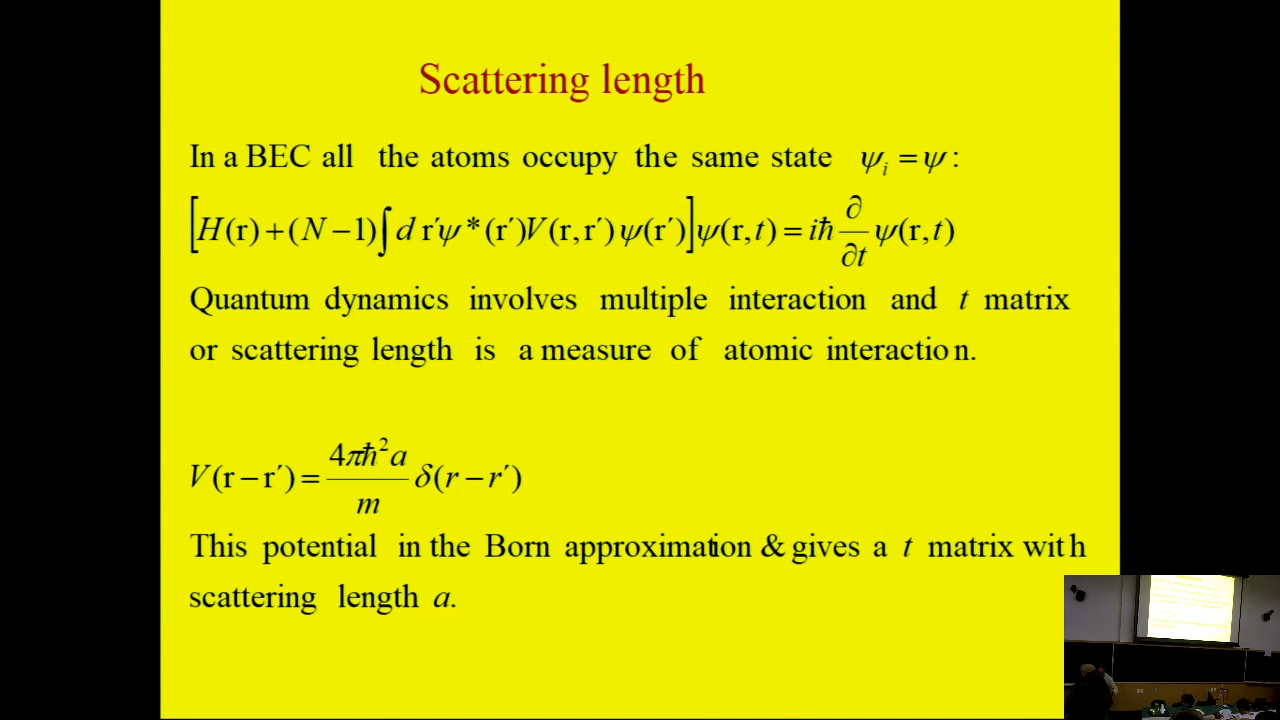 Scattering length
In a BEC all the atoms occupy the same state ψᵢ = ψ :
[H(r) + (N − 1)∫ d r′ψ *(r′)V(r, r′)ψ(r′)]ψ(r, t) = iħ ∂/∂t ψ(r, t)
Quantum dynamics involves multiple interaction and t matrix
or scattering length is a measure of atomic interaction.
V(r − r′) = 4πħ²a/m δ(r − r′)
This potential in the Born approximation & gives a t matrix with
scattering length a.